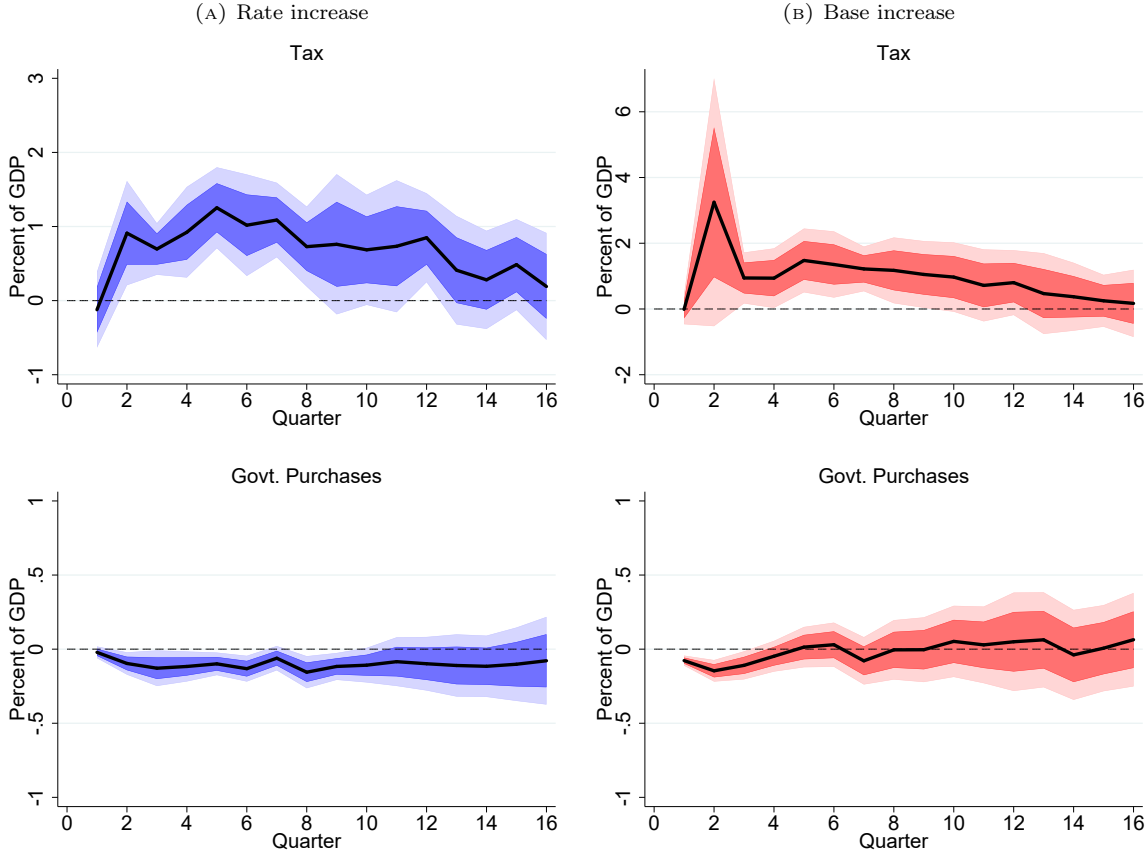 (A) Rate increase
(B) Base increase
Tax
Percent of GDP
3
2
1
0
-1
0 2 4 6 8 10 12 14 16
Quarter
Tax
Percent of GDP
6
4
2
0
-2
0 2 4 6 8 10 12 14 16
Quarter
Govt. Purchases
Percent of GDP
1
.5
0
-.5
-1
0 2 4 6 8 10 12 14 16
Quarter
Govt. Purchases
Percent of GDP
1
.5
0
-.5
-1
0 2 4 6 8 10 12 14 16
Quarter